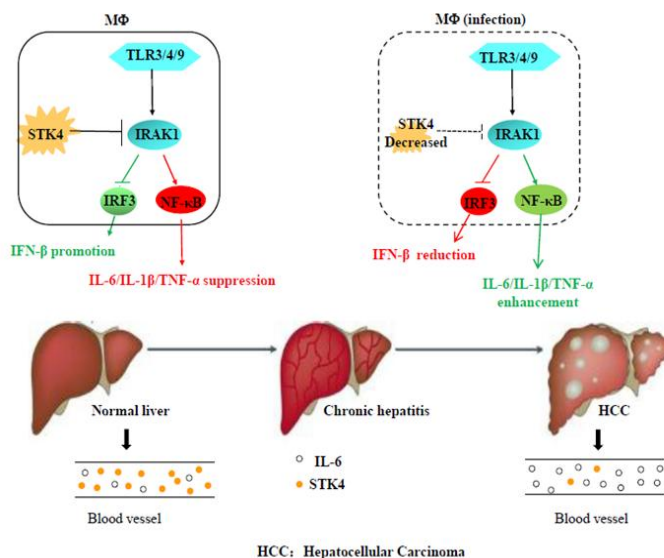 MΦ
MΦ (infection)
TLR3/4/9
TLR3/4/9
STK4
IRAK1
STK4
Decreased
IRAK1
IRF3
NF-κB
IRF3
NF-κB
IFN-β promotion
IFN-β reduction
IL-6/IL-1β/TNF-α suppression
IL-6/IL-1β/TNF-α
enhancement
Normal liver
Chronic hepatitis
HCC
IL-6
STK4
Blood vessel
Blood vessel
HCC: Hepatocellular Carcinoma